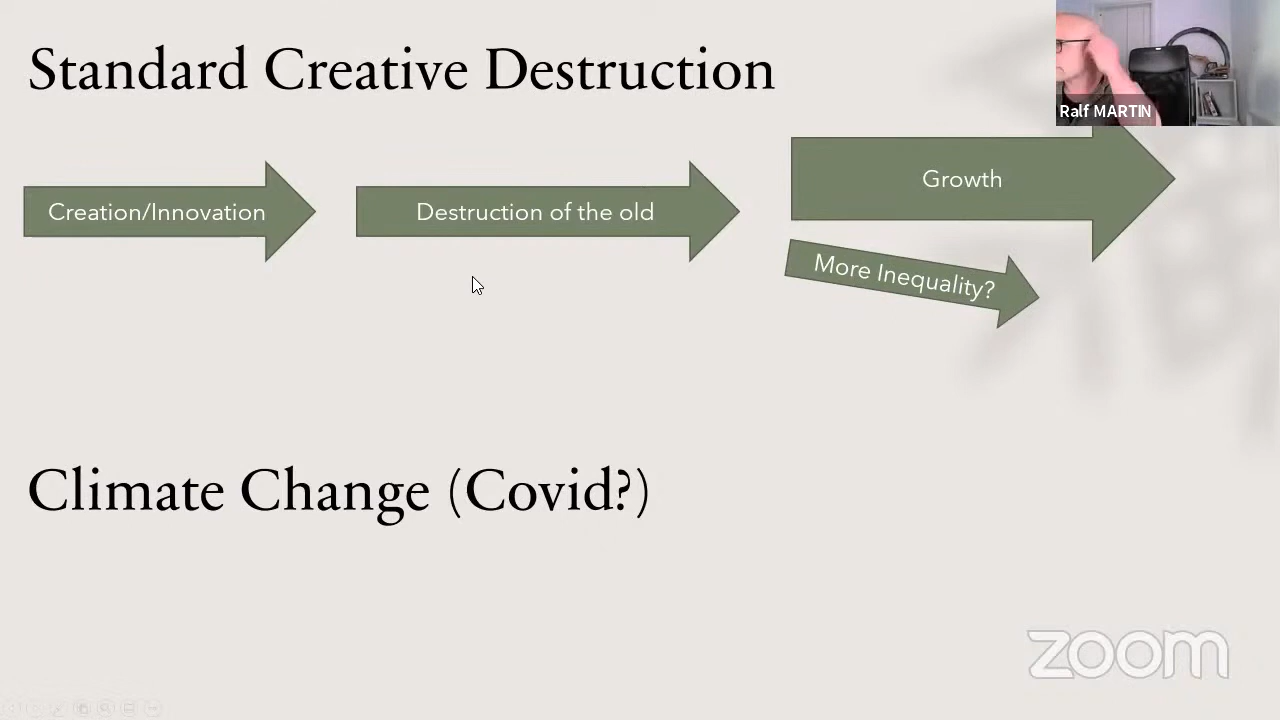 Standard Creative Destruction
Ralf MARTIN
Creation/Innovation
Destruction of the old
Growth
More Inequality?
Climate Change (Covid?)
zoom